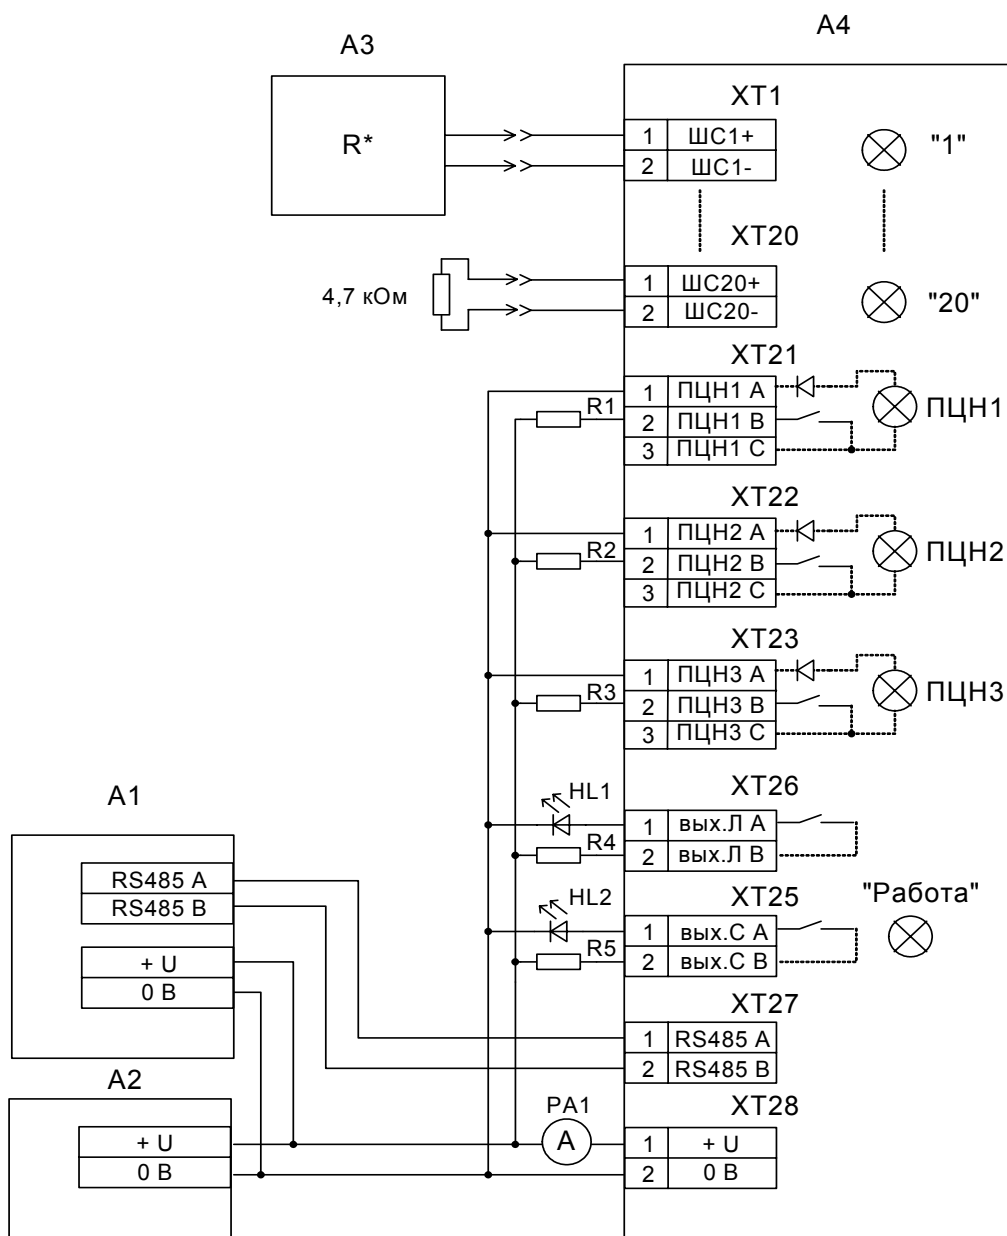 A4
A3
XT1
R*
1 ШС1+
2 ШС1-
"1"
XT20
4,7 кОм
1 ШС20+
2 ШС20-
"20"
XT21
R1
1 ПЦН1 А
2 ПЦН1 В
3 ПЦН1 С
ПЦН1
XT22
R2
1 ПЦН2 А
2 ПЦН2 В
3 ПЦН2 С
ПЦН2
XT23
R3
1 ПЦН3 А
2 ПЦН3 В
3 ПЦН3 С
ПЦН3
A1
HL1
XT26
R4
1 вых.Л А
2 вых.Л В
RS485 A
RS485 B
HL2
XT25
"Работа"
R5
1 вых.С А
2 вых.С В
+ U
0 В
XT27
1 RS485 A
2 RS485 B
A2
PA1
XT28
+ U
0 В
A
1 + U
2 0 В